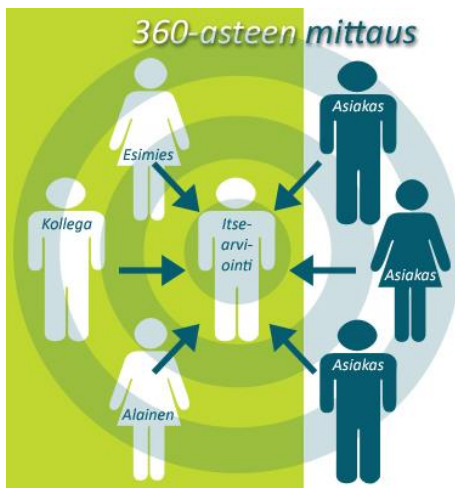 360-asteen mittaus
Asiakas
Esimies
Kollega
Itse-
arvi-
ointi
Asiakas
Asiakas
Alainen